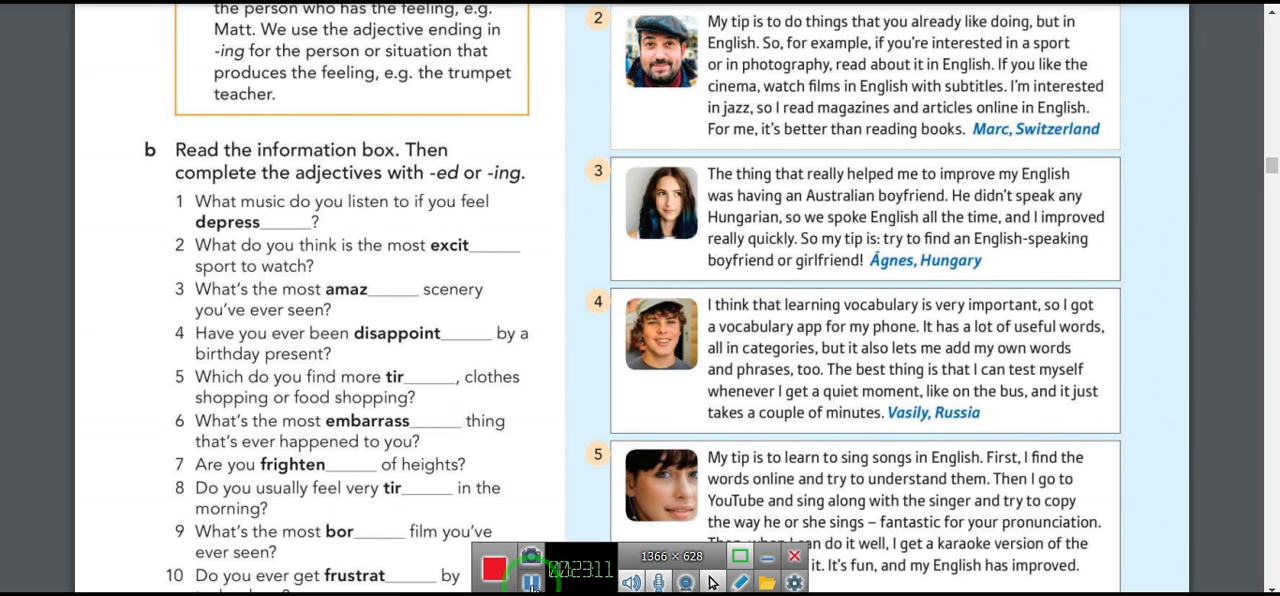 the person who has the feeling, e.g.
Matt. We use the adjective ending in
-ing for the person or situation that
produces the feeling, e.g. the trumpet
teacher.
b Read the information box. Then
complete the adjectives with -ed or -ing.
1 What music do you listen to if you feel
depress______?
2 What do you think is the most excit______
sport to watch?
3 What's the most amaz______ scenery
you've ever seen?
4 Have you ever been disappoint______ by a
birthday present?
5 Which do you find more tir______, clothes
shopping or food shopping?
6 What's the most embarrass______ thing
that's ever happened to you?
7 Are you frighten______ of heights?
8 Do you usually feel very tir______ in the
morning?
9 What's the most bor______ film you've
ever seen?
10 Do you ever get frustrat______ by
2
My tip is to do things that you already like doing, but in
English. So, for example, if you're interested in a sport
or in photography, read about it in English. If you like the
cinema, watch films in English with subtitles. I'm interested
in jazz, so I read magazines and articles online in English.
For me, it's better than reading books. Marc, Switzerland
3
The thing that really helped me to improve my English
was having an Australian boyfriend. He didn't speak any
Hungarian, so we spoke English all the time, and I improved
really quickly. So my tip is: try to find an English-speaking
boyfriend or girlfriend! Ágnes, Hungary
4
I think that learning vocabulary is very important, so I got
a vocabulary app for my phone. It has a lot of useful words,
all in categories, but it also lets me add my own words
and phrases, too. The best thing is that I can test myself
whenever I get a quiet moment, like on the bus, and it just
takes a couple of minutes. Vasily, Russia
5
My tip is to learn to sing songs in English. First, I find the
words online and try to understand them. Then I go to
YouTube and sing along with the singer and try to copy
the way he or she sings – fantastic for your pronunciation.
can do it well, I get a karaoke version of the
it. It's fun, and my English has improved.
1366 × 628
00:23:11